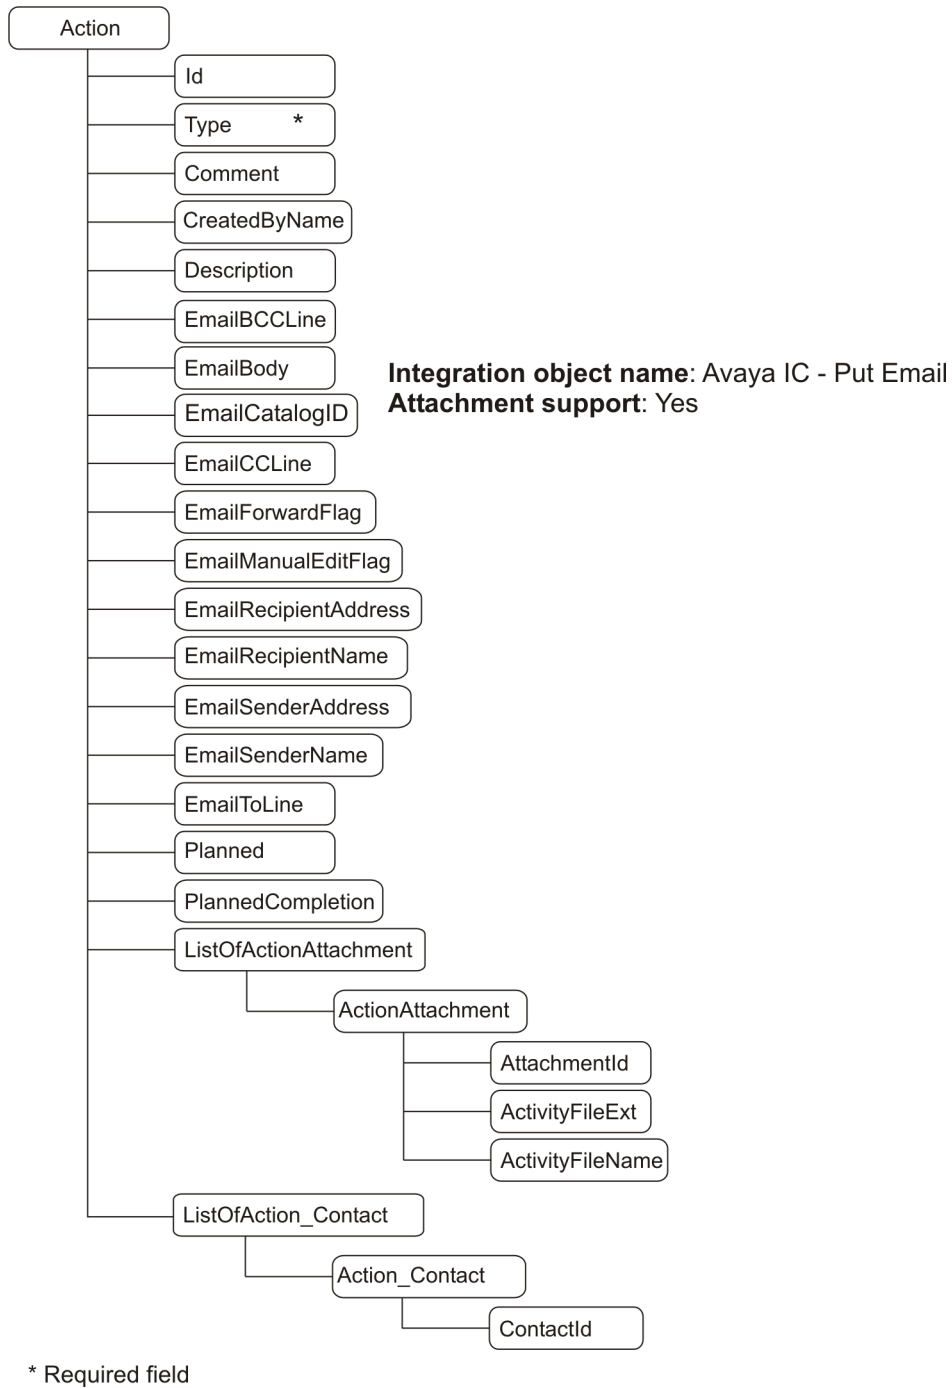 Action
Id
Type *
Comment
CreatedByName
Description
EmailBCCLine
EmailBody
Integration object name: Avaya IC - Put Email
Attachment support: Yes
EmailCatalogID
EmailCCLine
EmailForwardFlag
EmailManualEditFlag
EmailRecipientAddress
EmailRecipientName
EmailSenderAddress
EmailSenderName
EmailToLine
Planned
PlannedCompletion
ListOfActionAttachment
ActionAttachment
AttachmentId
ActivityFileExt
ActivityFileName
ListOfAction_Contact
Action_Contact
ContactId
* Required field